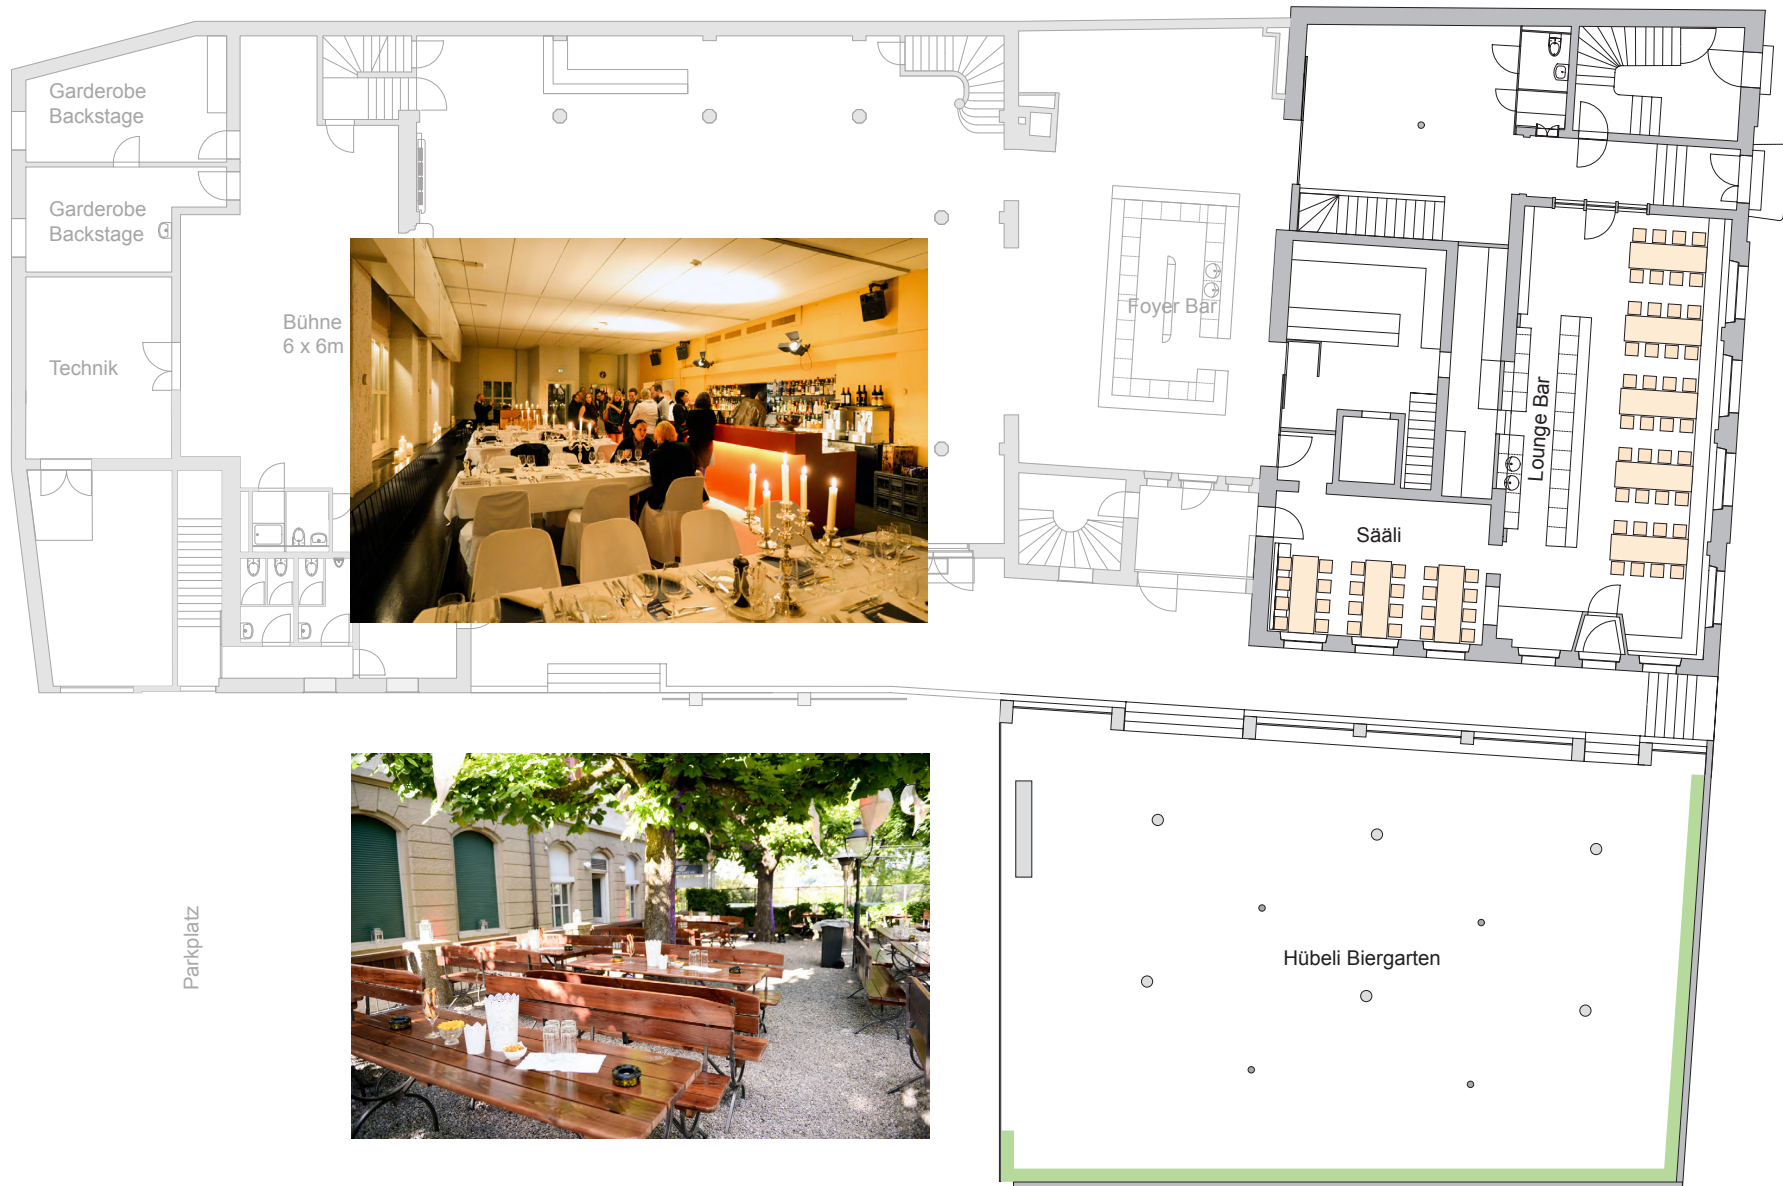 Garderobe
Backstage
Garderobe
Backstage
Technik
Bühne
6 x 6m
Foyer Bar
Lounge Bar
Sääli
Hübeli Biergarten
Parkplatz